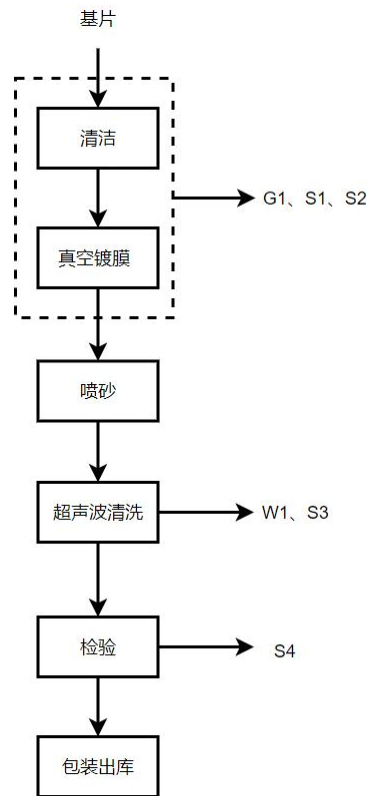 基片
清洁
G1、S1、S2
真空镀膜
喷砂
超声波清洗
W1、S3
检验
S4
包装出库